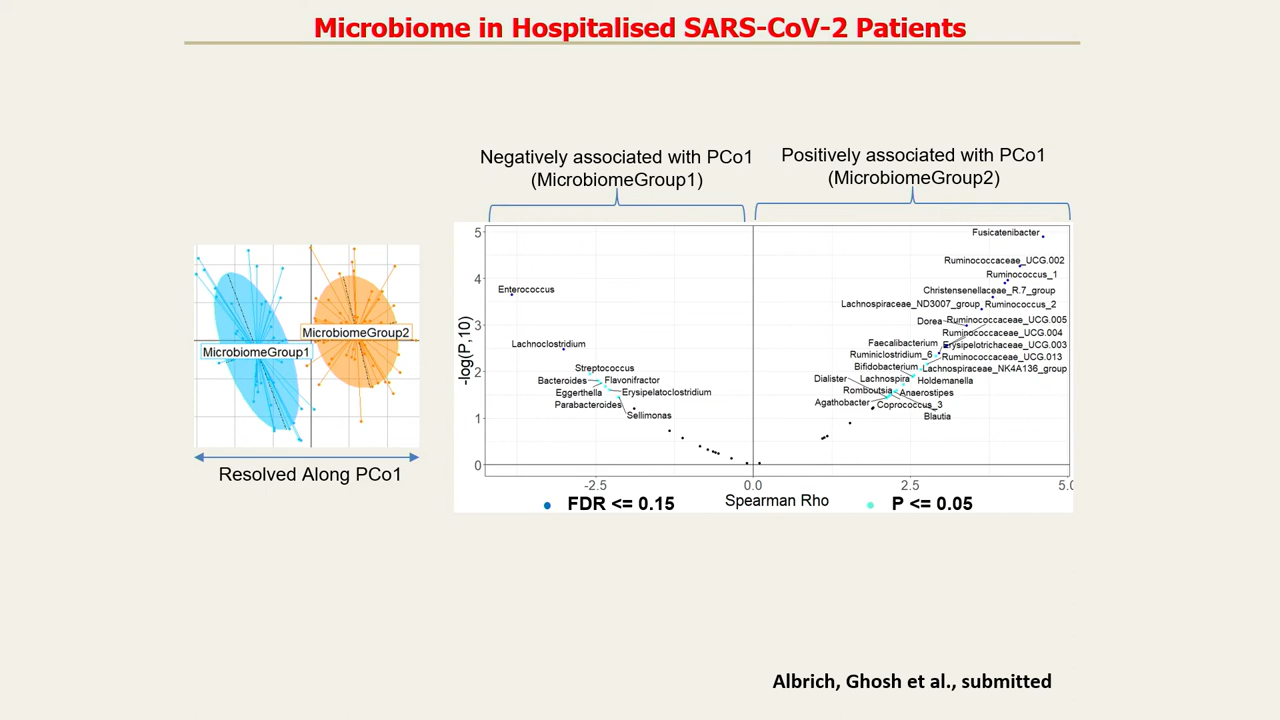 Microbiome in Hospitalised SARS-CoV-2 Patients
Negatively associated with PCo1
(MicrobiomeGroup1)
Positively associated with PCo1
(MicrobiomeGroup2)
MicrobiomeGroup2
MicrobiomeGroup1
Resolved Along PCo1
-log(P,10)
5
4
3
2
1
0
Fusicatenibacter
Ruminococcaceae_UCG.002
Ruminococcus_1
Enterococcus
Christensenellaceae_R.7_group
Lachnospiraceae_ND3007_group
Ruminococcus_2
Dorea
Ruminococcaceae_UCG.005
Ruminococcaceae_UCG.004
Lachnoclostridium
Faecalibacterium
Erysipelotrichaceae_UCG.003
Ruminiclostridium_6
Ruminococcaceae_UCG.013
Streptococcus
Bifidobacterium
Lachnospiraceae_NK4A136_group
Bacteroides
Flavonifractor
Dialister
Lachnospira
Holdemanella
Eggerthella
Erysipelatoclostridium
Romboutsia
Anaerostipes
Parabacteroides
Agathobacter
Coprococcus_3
Sellimonas
Blautia
-2.5
0.0
2.5
5.0
Spearman Rho
FDR <= 0.15
P <= 0.05
Albrich, Ghosh et al., submitted